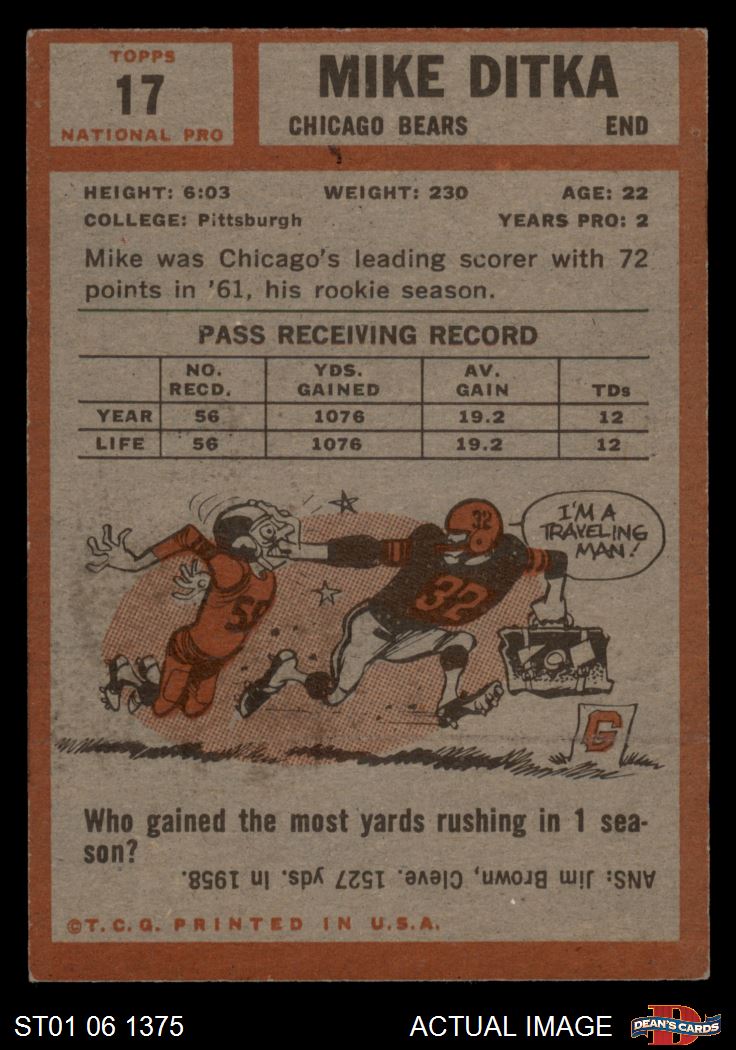 TOPPS
17
NATIONAL PRO
MIKE DITKA
CHICAGO BEARS END
HEIGHT: 6:03 WEIGHT: 230 AGE: 22
COLLEGE: Pittsburgh YEARS PRO: 2
Mike was Chicago's leading scorer with 72
points in '61, his rookie season.
PASS RECEIVING RECORD
NO. RECD. YDS. GAINED AV. GAIN TDs
YEAR 56 1076 19.2 12
LIFE 56 1076 19.2 12
32
I'M A
TRAVELING
MAN!
32
G
Who gained the most yards rushing in 1 sea-
son?
ANS: Jim Brown, Cleve. 1527 yds. in 1958.
©T.C.G. PRINTED IN U.S.A.
ST01 06 1375 ACTUAL IMAGE
DEAN'S CARDS